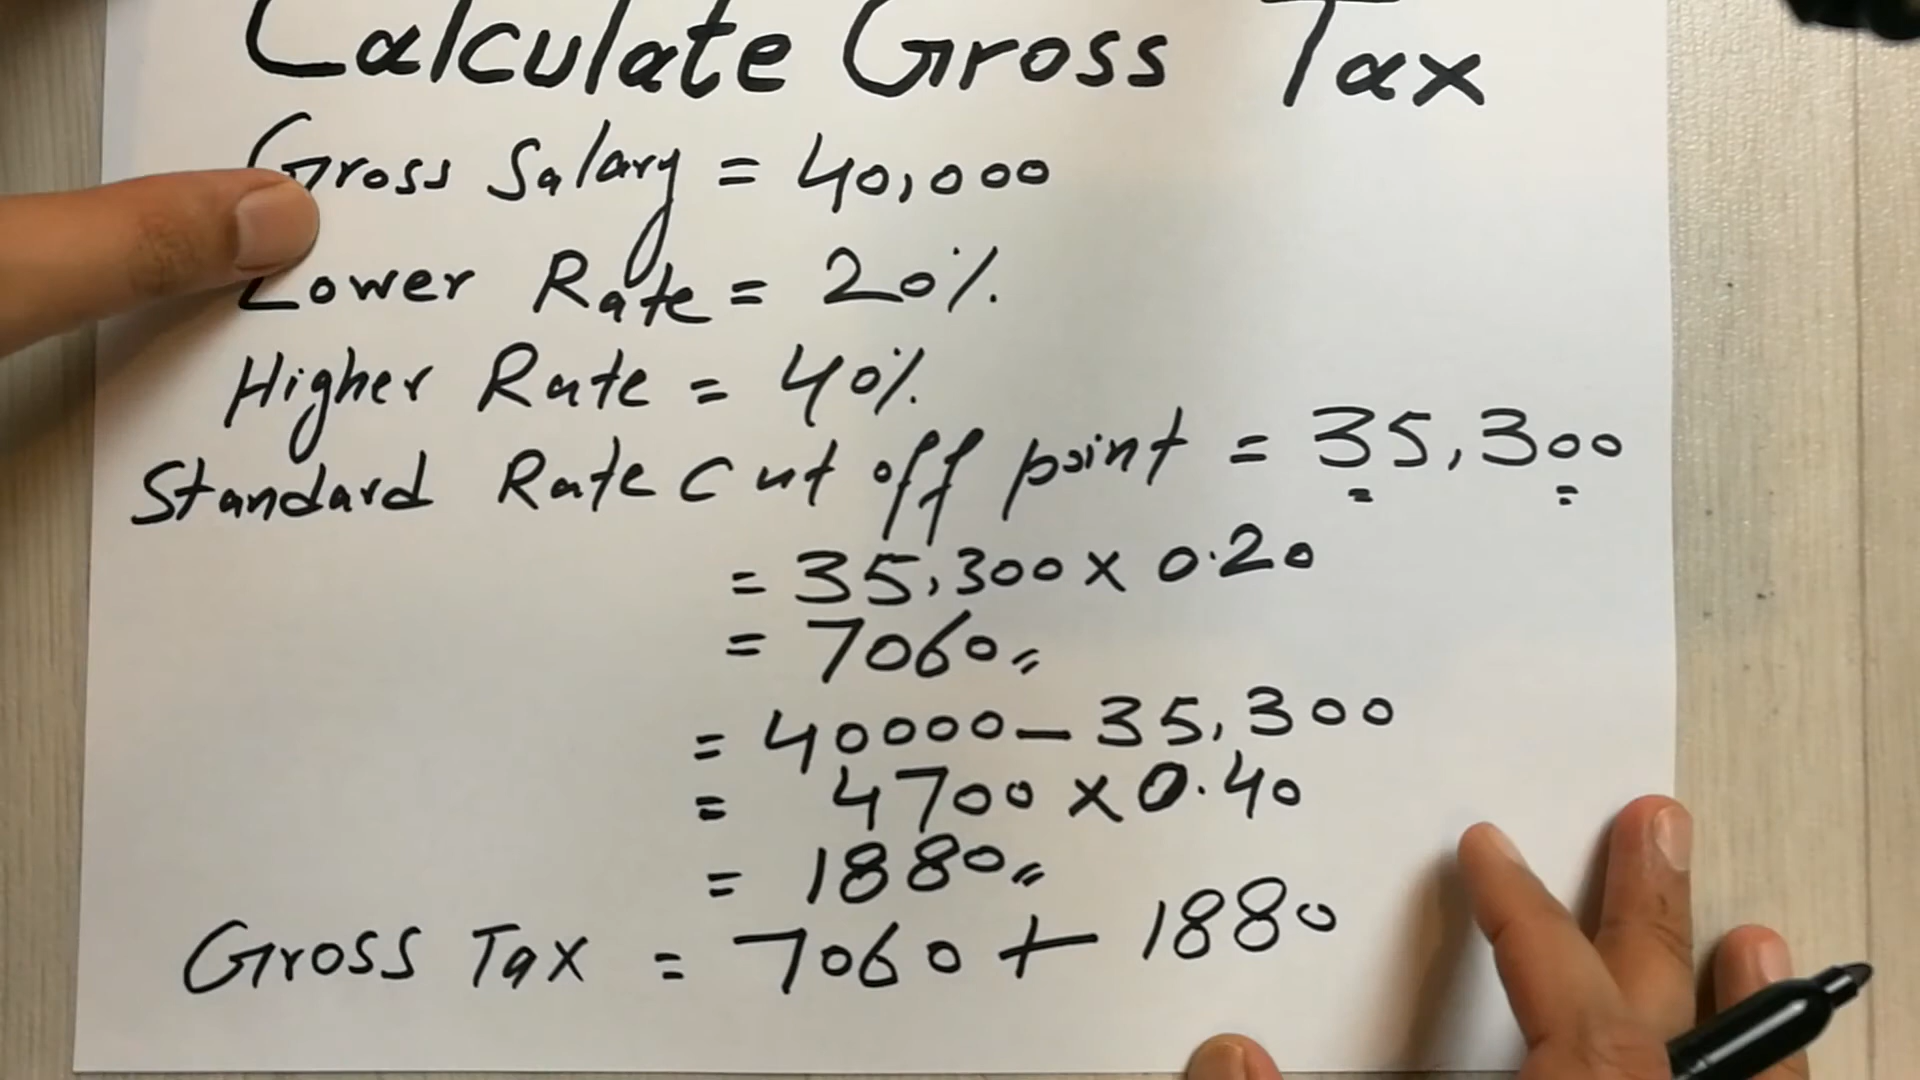 Calculate Gross Tax
Gross Salary = 40,000
Lower Rate = 20%.
Higher Rate = 40%.
Standard Rate cut off point = 35,300
= 35,300 x 0.20
= 7060
= 40000 - 35,300
= 4700 x 0.40
= 1880
Gross Tax = 7060 + 1880